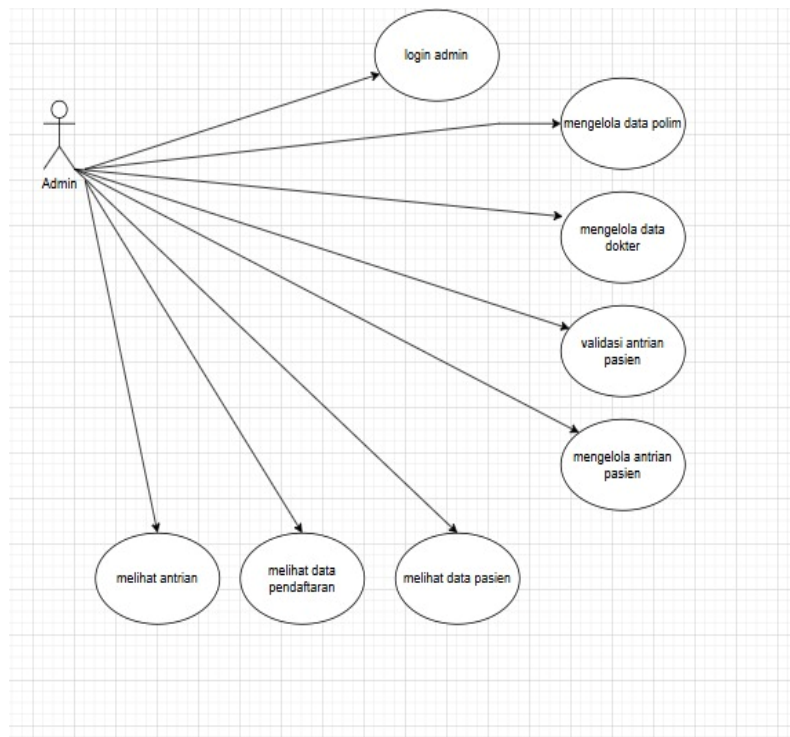 login admin
mengelola data polim
Admin
mengelola data
dokter
validasi antrian
pasien
mengelola antrian
pasien
melihat antrian
melihat data
pendaftaran
melihat data pasien